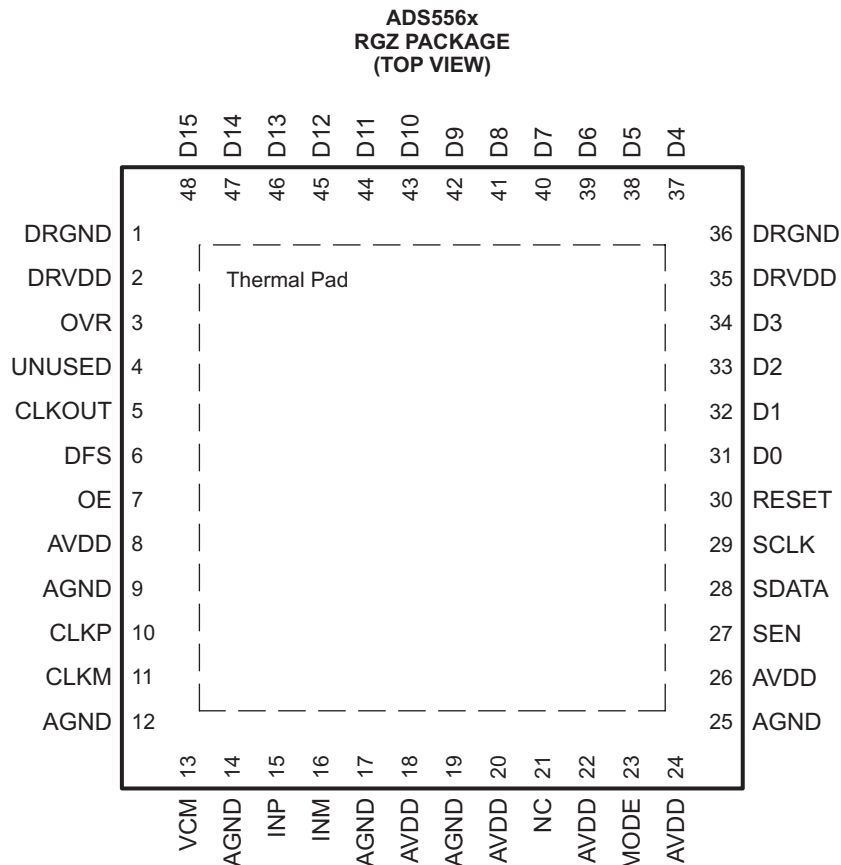 ADS556x
RGZ PACKAGE
(TOP VIEW)
D15 D14 D13 D12 D11 D10 D9 D8 D7 D6 D5 D4
48 47 46 45 44 43 42 41 40 39 38 37
DRGND 1 36 DRGND
DRVDD 2 Thermal Pad 35 DRVDD
OVR 3 34 D3
UNUSED 4 33 D2
CLKOUT 5 32 D1
DFS 6 31 D0
OE 7 30 RESET
AVDD 8 29 SCLK
AGND 9 28 SDATA
CLKP 10 27 SEN
CLKM 11 26 AVDD
AGND 12 25 AGND
13 14 15 16 17 18 19 20 21 22 23 24
VCM AGND INP INM AGND AVDD AGND AVDD NC AVDD MODE AVDD